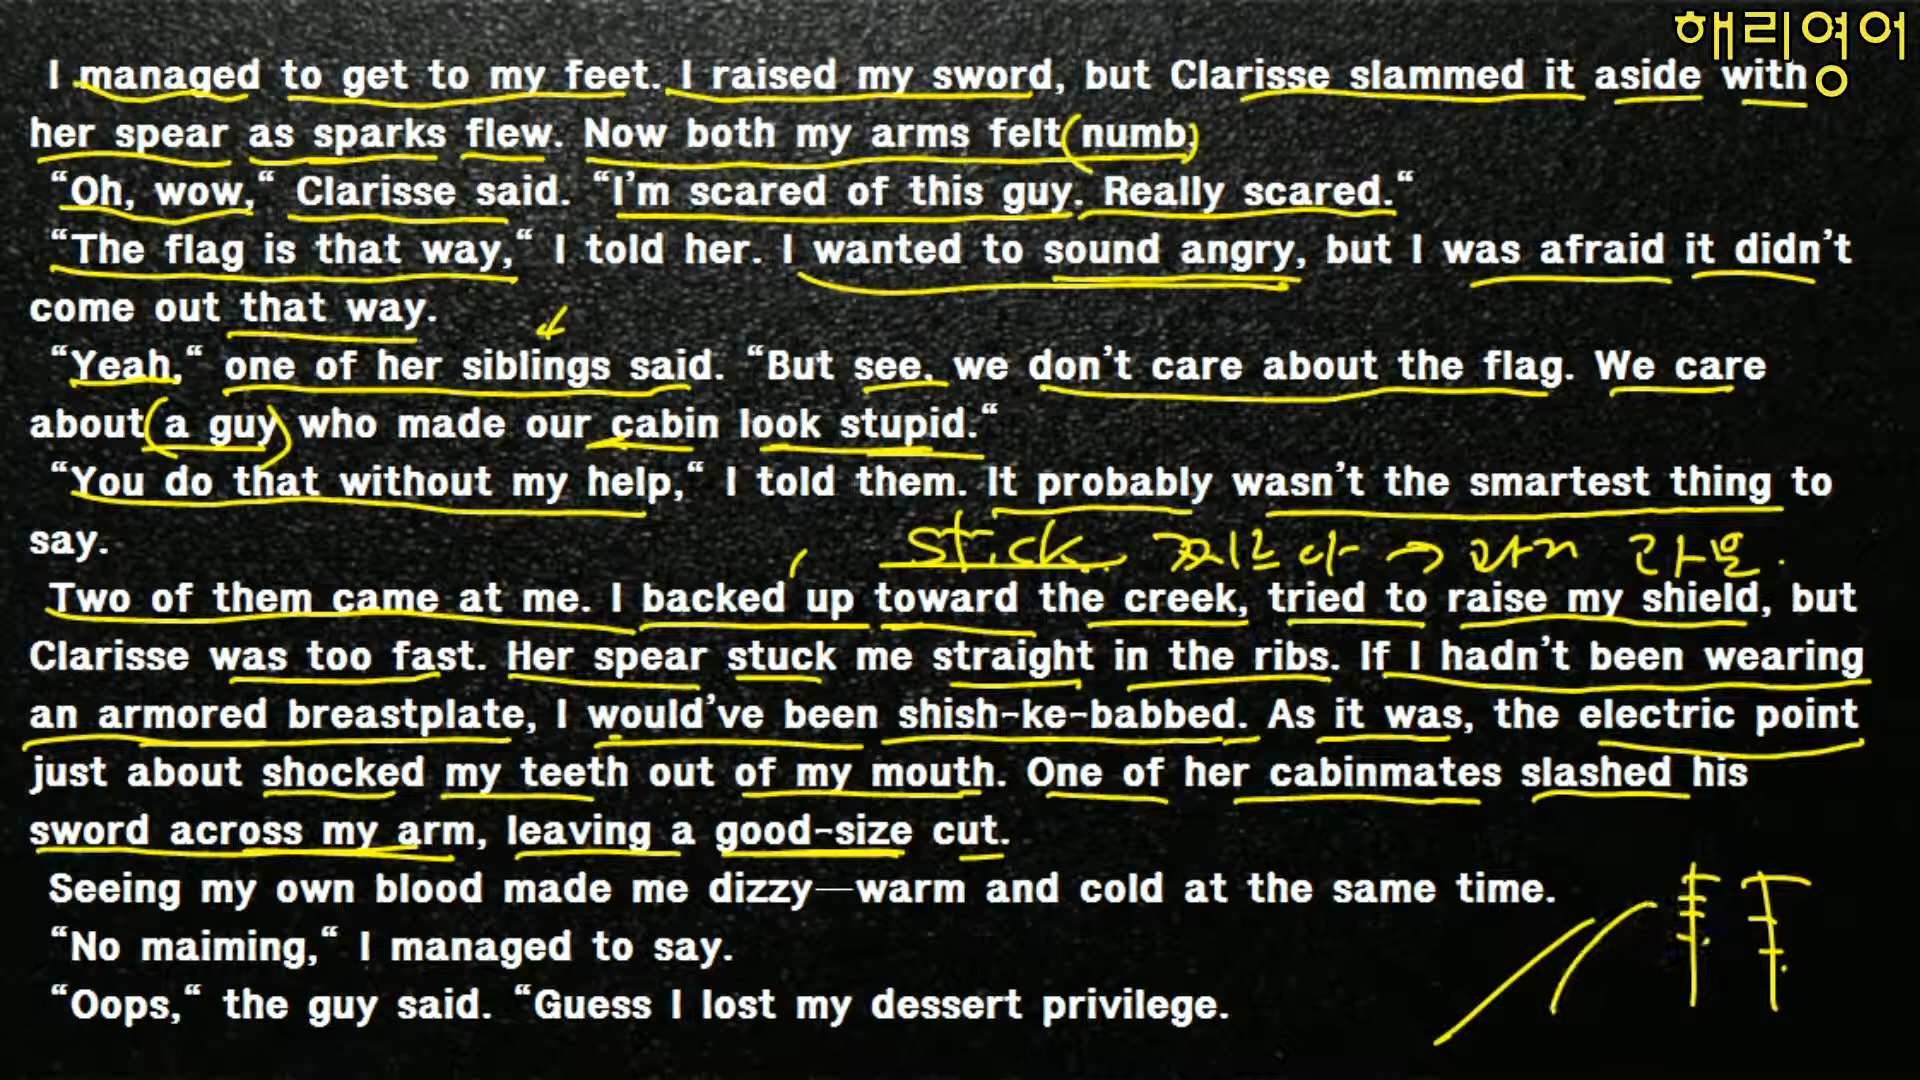 해리영어
I managed to get to my feet. I raised my sword, but Clarisse slammed it aside with
her spear as sparks flew. Now both my arms felt numb.
“Oh, wow,“ Clarisse said. “I’m scared of this guy. Really scared.“
“The flag is that way,“ I told her. I wanted to sound angry, but I was afraid it didn’t
come out that way.
“Yeah,“ one of her siblings said. “But see, we don’t care about the flag. We care
about a guy who made our cabin look stupid.“
“You do that without my help,“ I told them. It probably wasn’t the smartest thing to
say.
stick
Two of them came at me. I backed up toward the creek, tried to raise my shield, but
Clarisse was too fast. Her spear stuck me straight in the ribs. If I hadn’t been wearing
an armored breastplate, I would’ve been shish-ke-babbed. As it was, the electric point
just about shocked my teeth out of my mouth. One of her cabinmates slashed his
sword across my arm, leaving a good-size cut.
Seeing my own blood made me dizzy—warm and cold at the same time.
“No maiming,“ I managed to say.
“Oops,“ the guy said. “Guess I lost my dessert privilege.